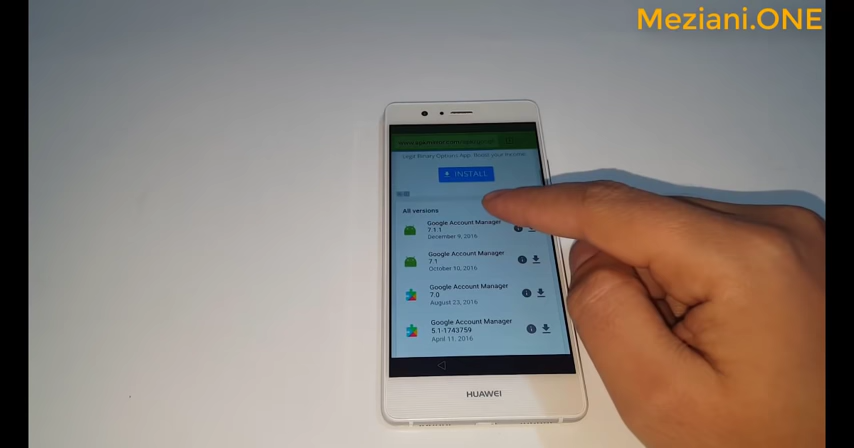 Meziani.ONE
INSTALL
All versions
Google Account Manager
7.1.1
December 9, 2016
Google Account Manager
7.1
October 10, 2016
Google Account Manager
7.0
August 23, 2016
Google Account Manager
5.1-1743759
April 11, 2016
HUAWEI